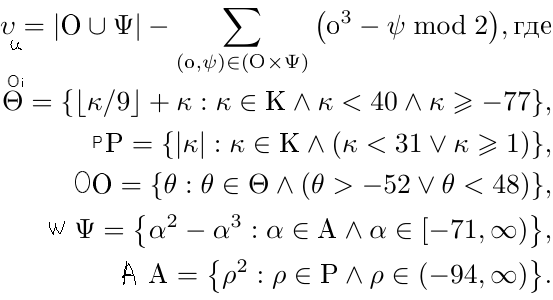 υ = |Ο ∪ Ψ| − ∑_{(ο,ψ)∈(Ο×Ψ)} (ο³ − ψ mod 2), где
Θ = {⌊κ/9⌋ + κ : κ ∈ Κ ∧ κ < 40 ∧ κ ⩾ −77},
Ρ = {|κ| : κ ∈ Κ ∧ (κ < 31 ∨ κ ⩾ 1)},
Ο = {θ : θ ∈ Θ ∧ (θ > −52 ∨ θ < 48)},
Ψ = {α² − α³ : α ∈ Α ∧ α ∈ [−71, ∞)},
Α = {ρ² : ρ ∈ Ρ ∧ ρ ∈ (−94, ∞)}.